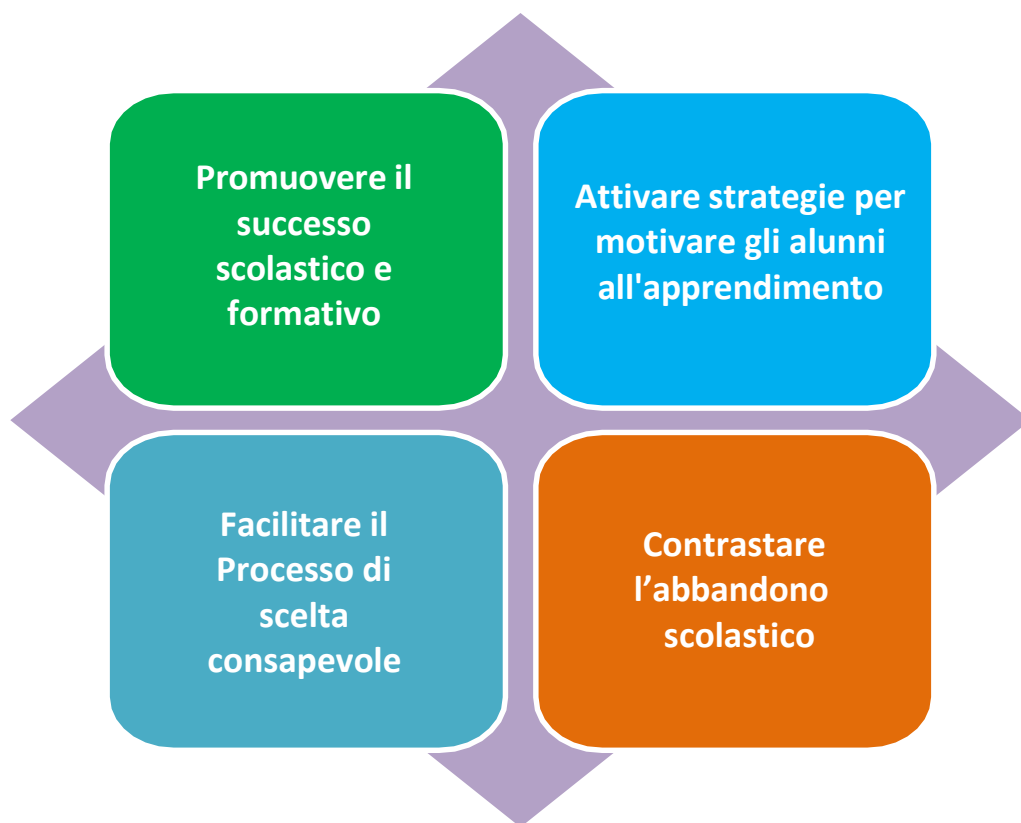 Promuovere il
successo
scolastico e
formativo
Attivare strategie per
motivare gli alunni
all'apprendimento
Facilitare il
Processo di
scelta
consapevole
Contrastare
l’abbandono
scolastico